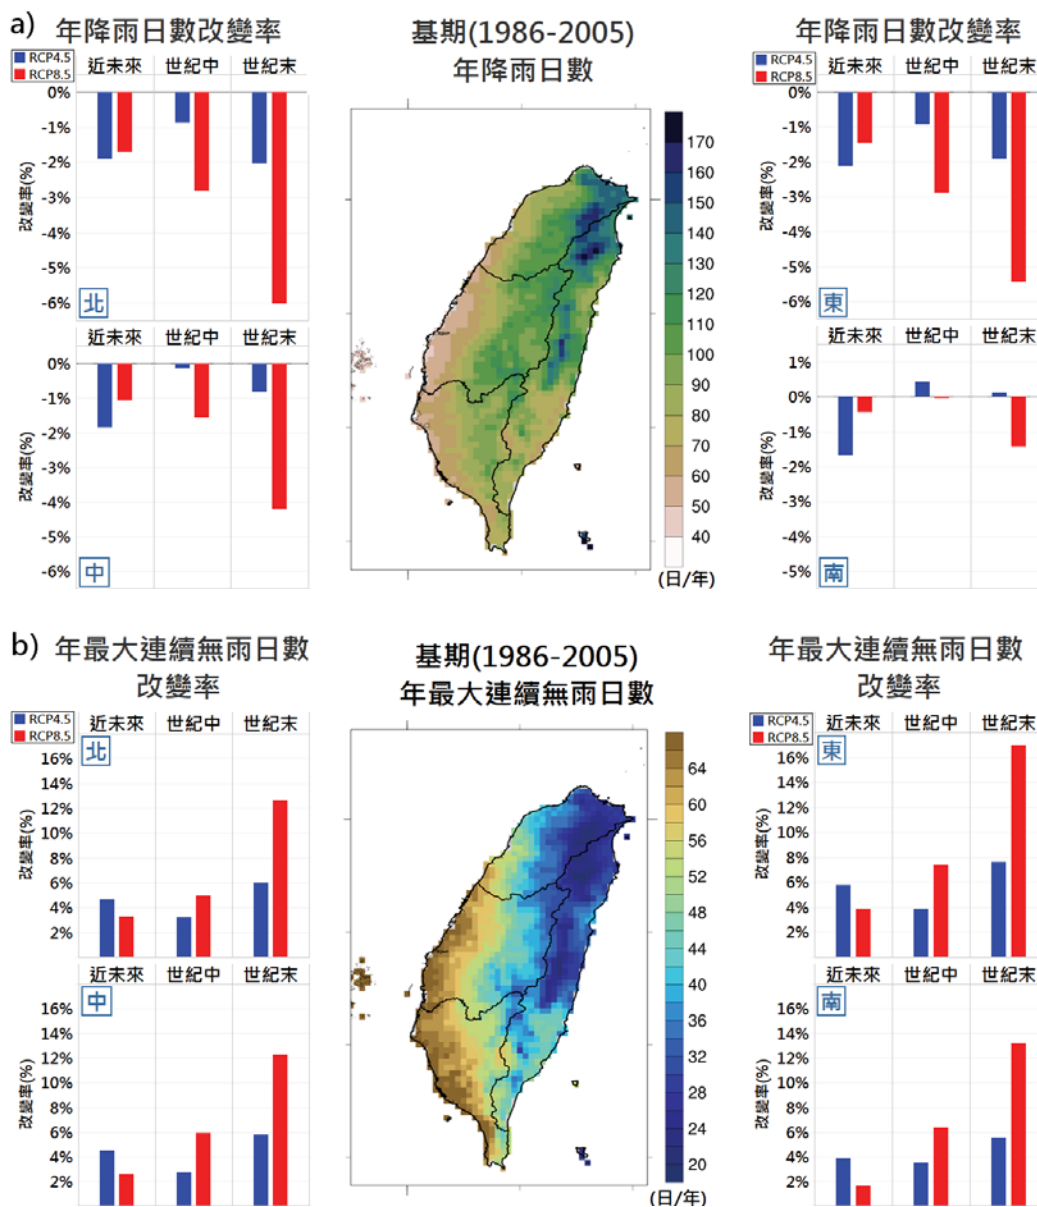 a)
年降雨日數改變率
RCP4.5
RCP8.5
近未來 世紀中 世紀末
0%
-1%
-2%
-3%
-4%
-5%
-6%
改變率(%)
北
近未來 世紀中 世紀末
0%
-1%
-2%
-3%
-4%
-5%
-6%
改變率(%)
中
基期(1986-2005)
年降雨日數
170
160
150
140
130
120
110
100
90
80
70
60
50
40
(日/年)
年降雨日數改變率
RCP4.5
RCP8.5
近未來 世紀中 世紀末
0%
-1%
-2%
-3%
-4%
-5%
-6%
改變率(%)
東
近未來 世紀中 世紀末
1%
0%
-1%
-2%
-3%
-4%
-5%
改變率(%)
南
b)
年最大連續無雨日數
改變率
RCP4.5
RCP8.5
近未來 世紀中 世紀末
北
16%
14%
12%
10%
8%
6%
4%
2%
改變率(%)
近未來 世紀中 世紀末
中
16%
14%
12%
10%
8%
6%
4%
2%
改變率(%)
基期(1986-2005)
年最大連續無雨日數
64
60
56
52
48
44
40
36
32
28
24
20
(日/年)
年最大連續無雨日數
改變率
RCP4.5
RCP8.5
近未來 世紀中 世紀末
東
16%
14%
12%
10%
8%
6%
4%
2%
改變率(%)
近未來 世紀中 世紀末
南
16%
14%
12%
10%
8%
6%
4%
2%
改變率(%)